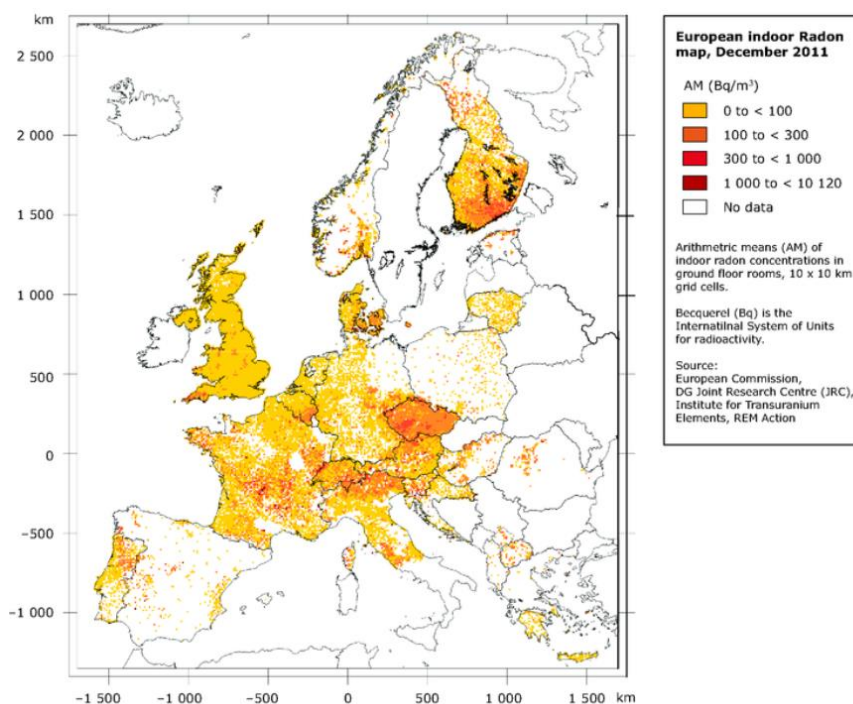 km
2 500
2 000
1 500
1 000
500
0
−500
−1 000
−1 500
−1 000
−500
0
500
1 000
1 500
km
European indoor Radon
map, December 2011
AM (Bq/m³)
0 to < 100
100 to < 300
300 to < 1 000
1 000 to < 10 120
No data
Arithmetric means (AM) of
indoor radon concentrations in
ground floor rooms, 10 x 10 km
grid cells.
Becquerel (Bq) is the
Internatilnal System of Units
for radioactivity.
Source:
European Commission,
DG Joint Research Centre (JRC),
Institute for Transuranium
Elements, REM Action